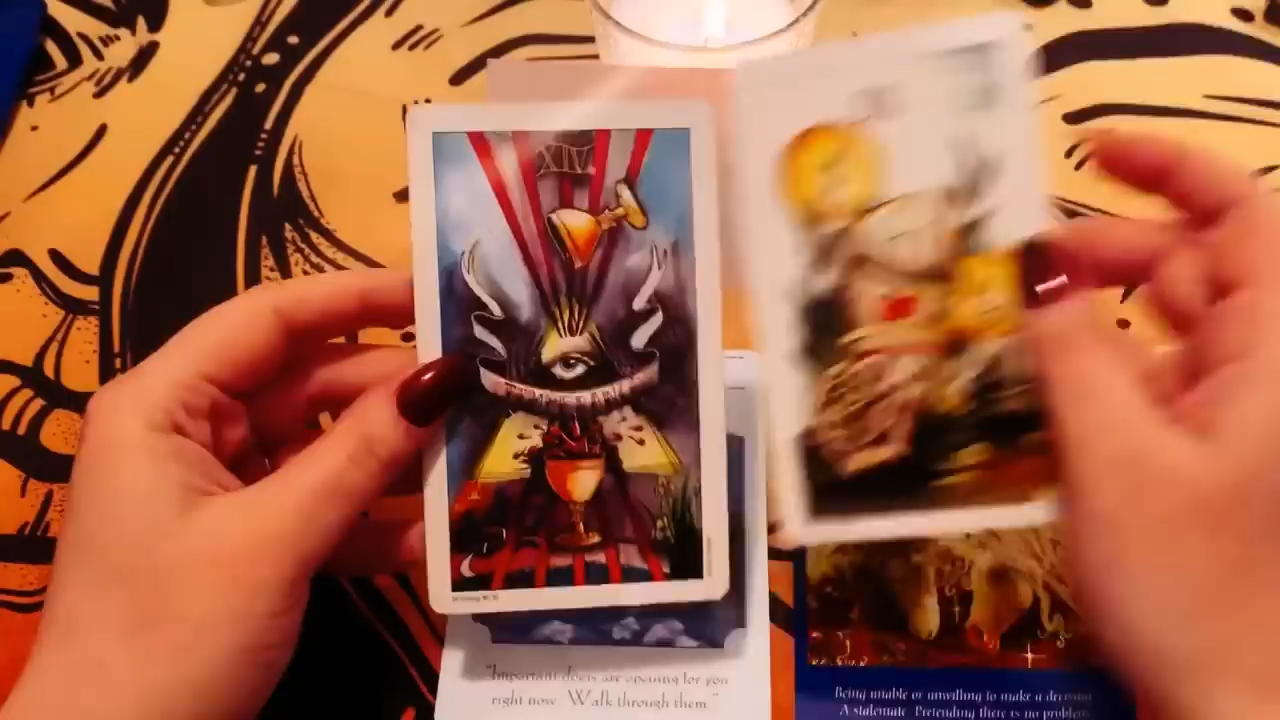 XIV
TEMPERANCE
"Important doors are opening for you
right now. Walk through them."
Being unable or unwilling to make a decision
A stalemate. Pretending there is no problem